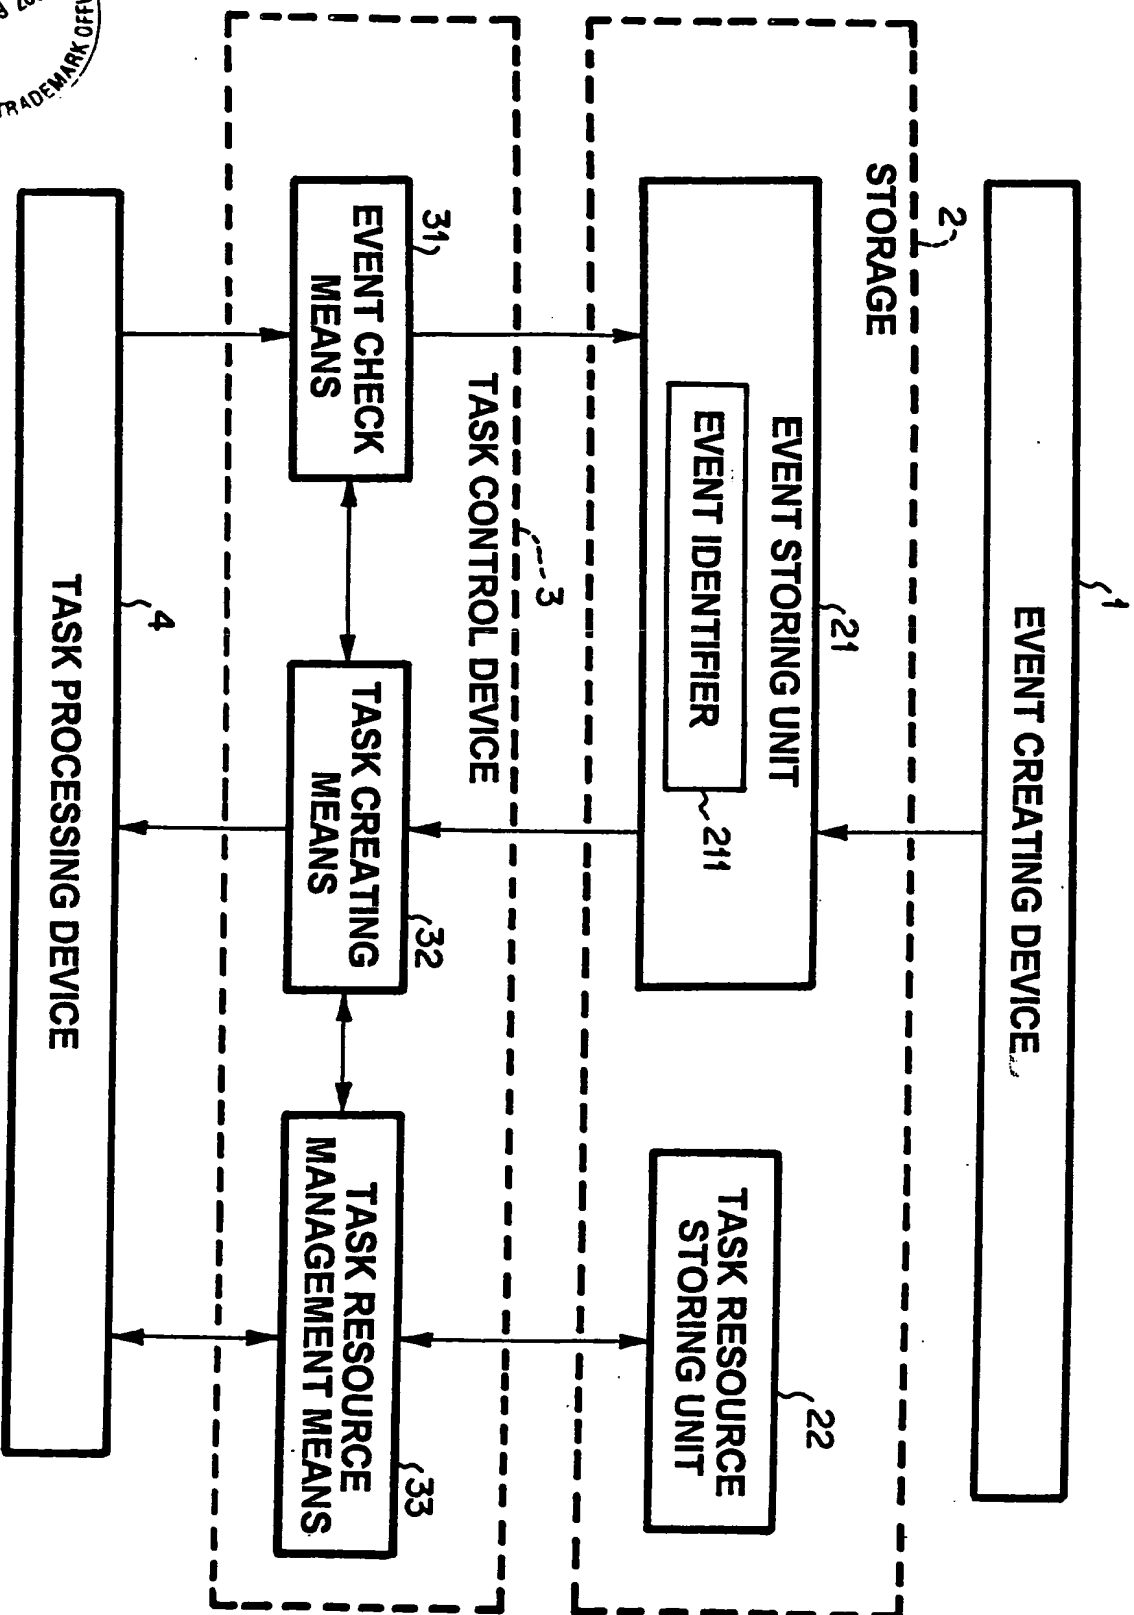 1
EVENT CREATING DEVICE
2
STORAGE
21
EVENT STORING UNIT
EVENT IDENTIFIER
211
22
TASK RESOURCE
STORING UNIT
3
TASK CONTROL DEVICE
31
EVENT CHECK
MEANS
32
TASK CREATING
MEANS
33
TASK RESOURCE
MANAGEMENT MEANS
4
TASK PROCESSING DEVICE
TRADEMARK